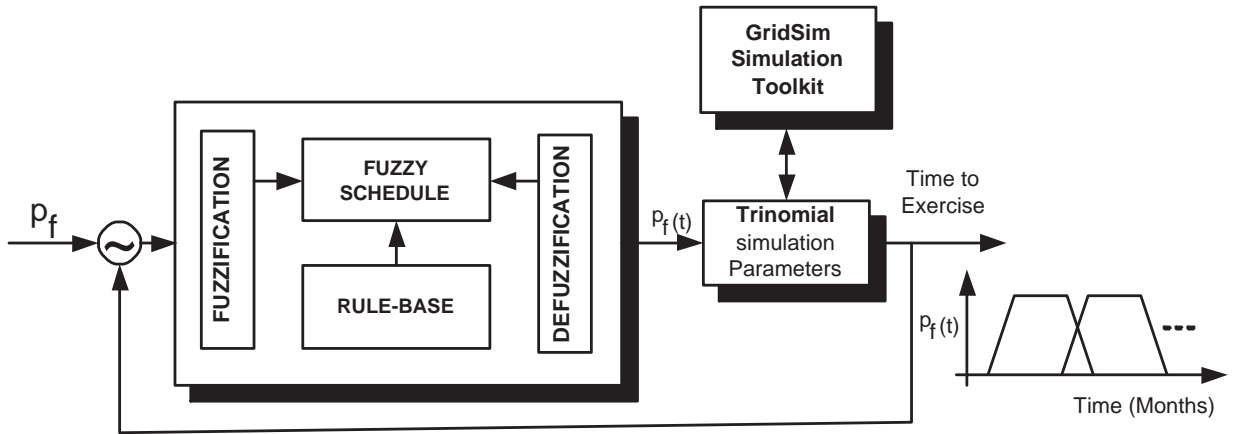 GridSim
Simulation
Toolkit
p_f
~
FUZZIFICATION
FUZZY
SCHEDULE
RULE-BASE
DEFUZZIFICATION
p_f(t)
Trinomial
simulation
Parameters
Time to
Exercise
p_f(t)
Time (Months)